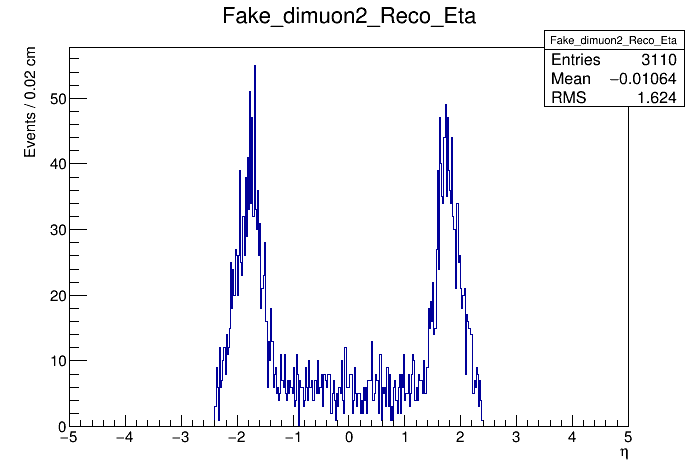 Fake_dimuon2_Reco_Eta
Fake_dimuon2_Reco_Eta
Entries 3110
Mean −0.01064
RMS 1.624
Events / 0.02 cm
50
40
30
20
10
0
−5 −4 −3 −2 −1 0 1 2 3 4 5
η